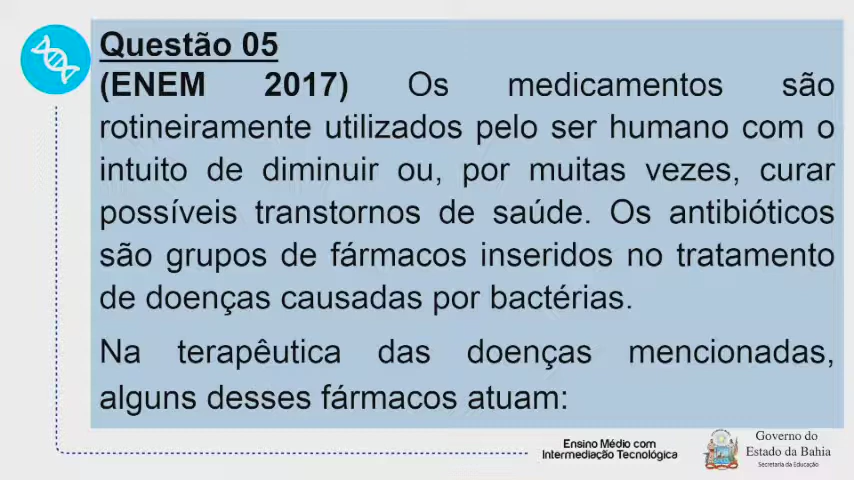 Questão 05
(ENEM 2017) Os medicamentos são
rotineiramente utilizados pelo ser humano com o
intuito de diminuir ou, por muitas vezes, curar
possíveis transtornos de saúde. Os antibióticos
são grupos de fármacos inseridos no tratamento
de doenças causadas por bactérias.
Na terapêutica das doenças mencionadas,
alguns desses fármacos atuam:
Ensino Médio com
Intermediação Tecnológica
Governo do
Estado da Bahia
Secretaria da Educação